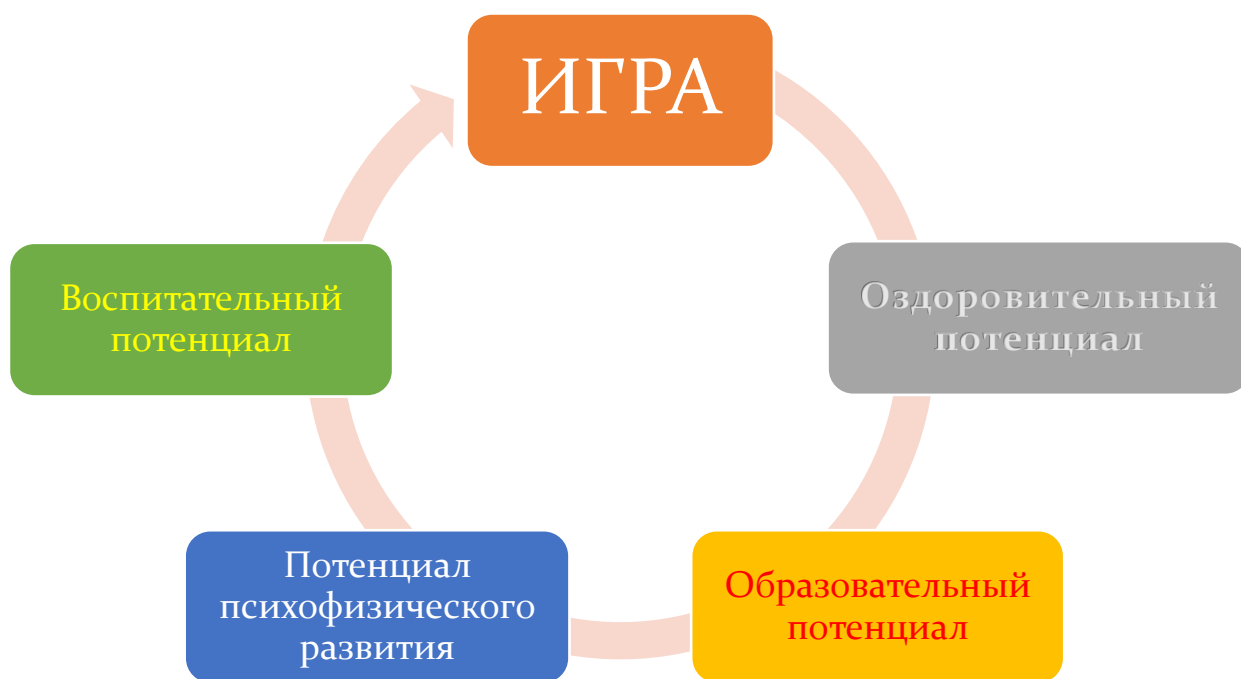 ИГРА
Оздоровительный
потенциал
Образовательный
потенциал
Потенциал
психофизического
развития
Воспитательный
потенциал